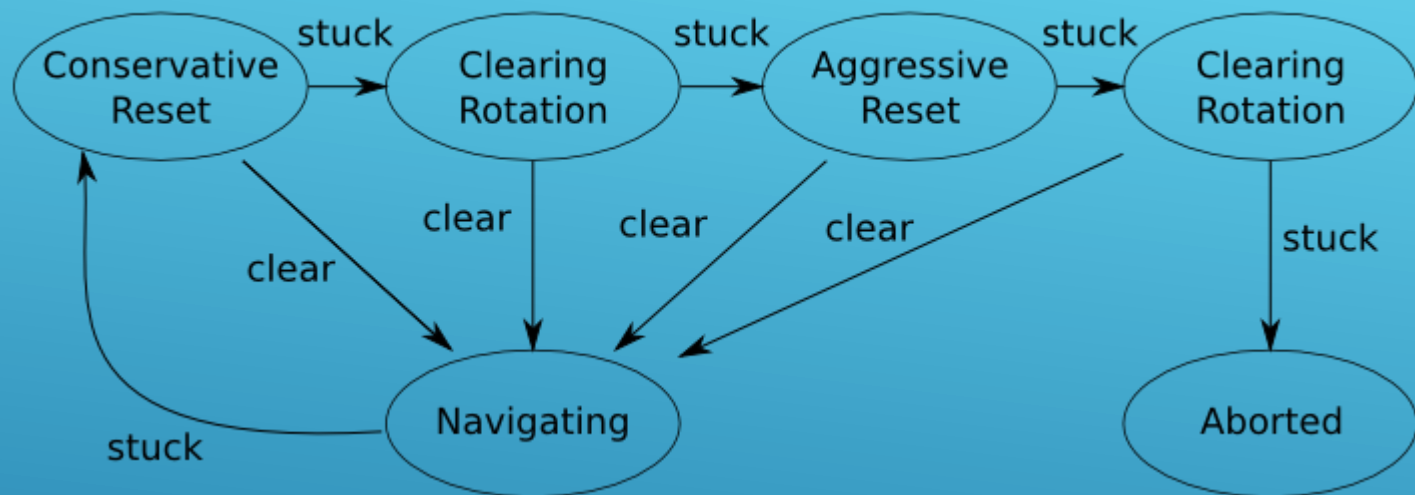 stuck
stuck
stuck
Conservative
Reset
Clearing
Rotation
Aggressive
Reset
Clearing
Rotation
clear
clear
clear
clear
stuck
stuck
Navigating
Aborted